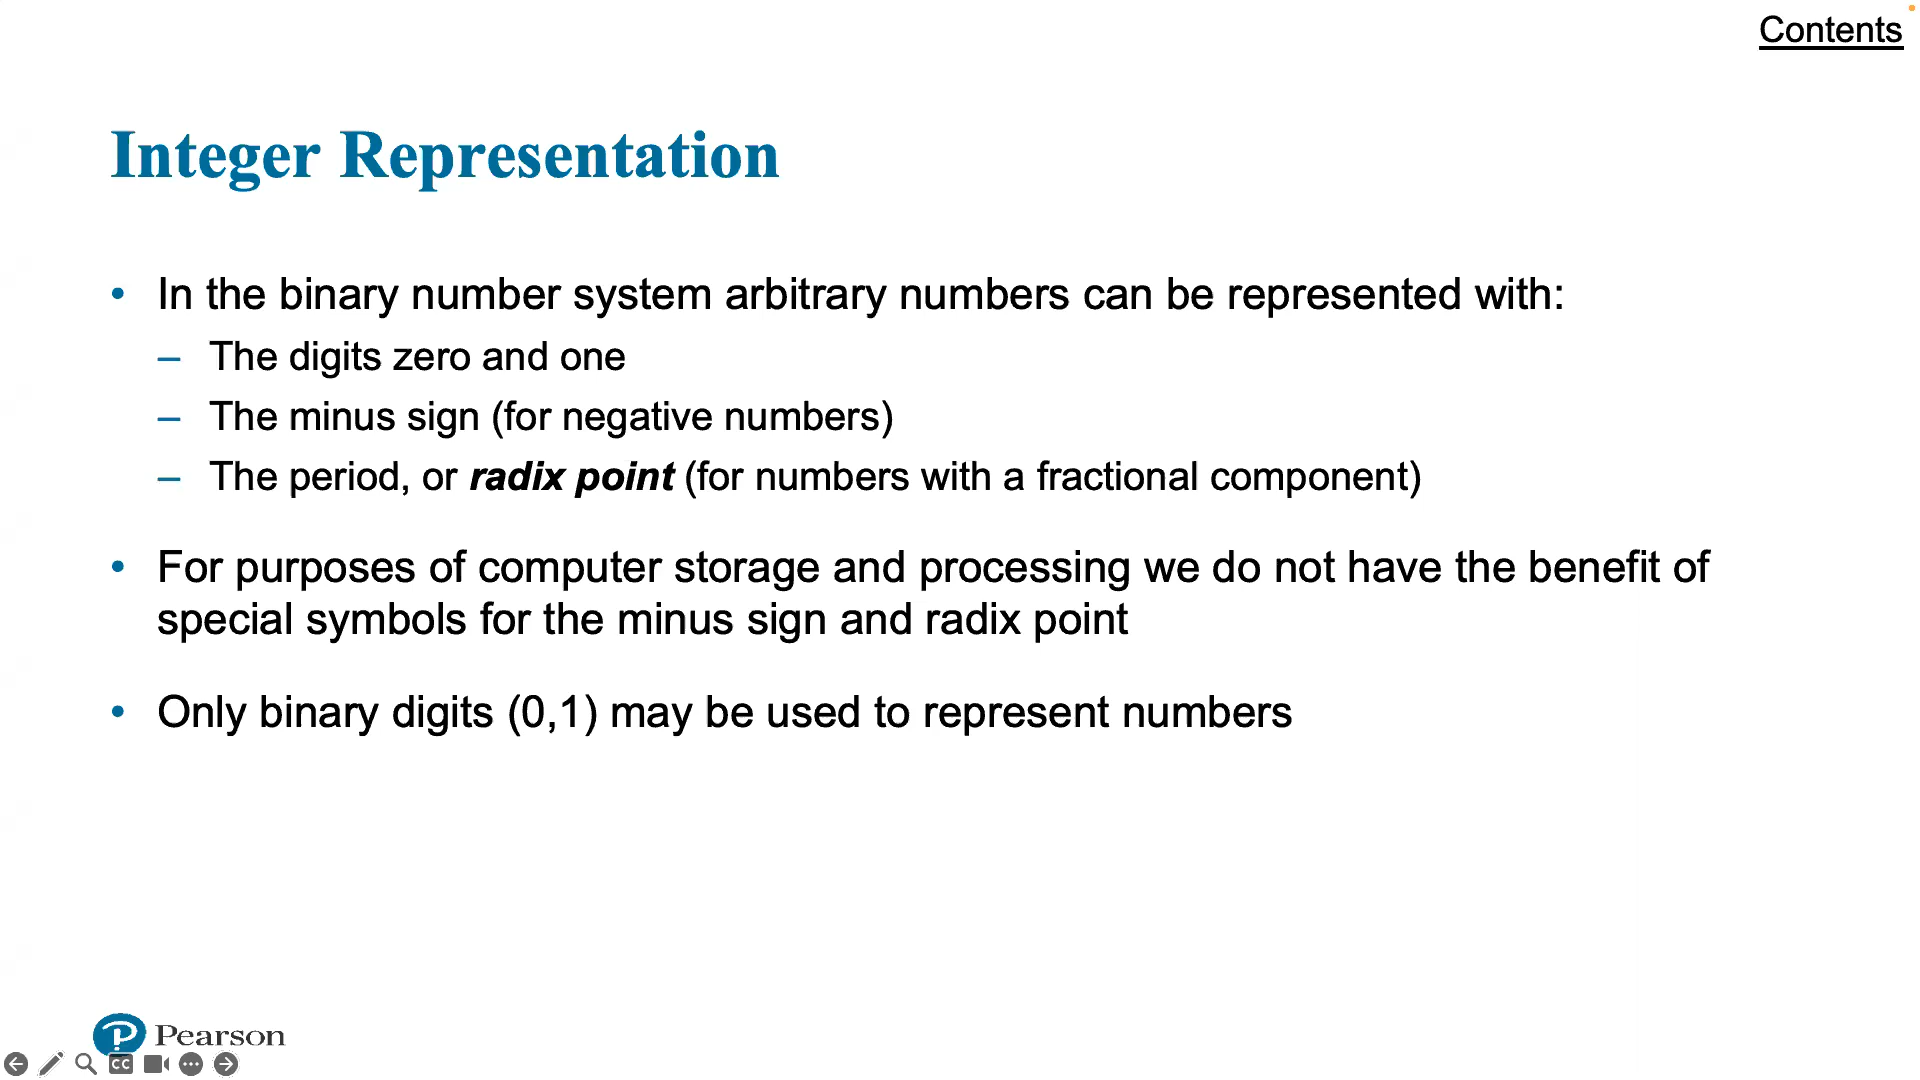 Contents
Integer Representation
• In the binary number system arbitrary numbers can be represented with:
– The digits zero and one
– The minus sign (for negative numbers)
– The period, or radix point (for numbers with a fractional component)
• For purposes of computer storage and processing we do not have the benefit of
special symbols for the minus sign and radix point
• Only binary digits (0,1) may be used to represent numbers
P Pearson
CC